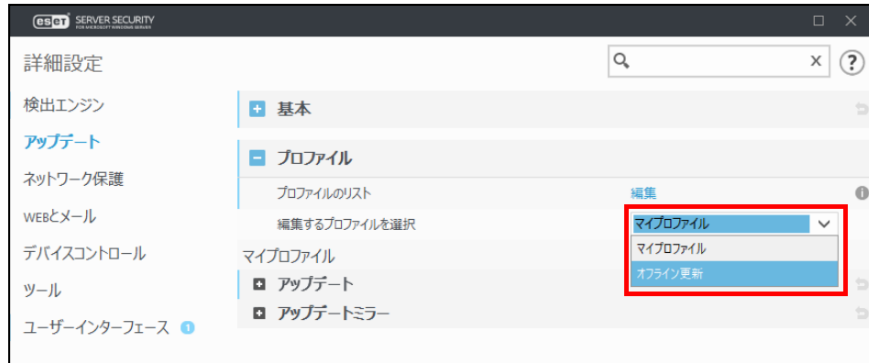 eset SERVER SECURITY
FOR MICROSOFT WINDOWS SERVER
詳細設定
x
?
検出エンジン
アップデート
ネットワーク保護
WEBとメール
デバイスコントロール
ツール
ユーザーインターフェース 1
基本
プロファイル
プロファイルのリスト 編集
編集するプロファイルを選択 マイプロファイル
マイプロファイル
オフライン更新
マイプロファイル
アップデート
アップデートミラー